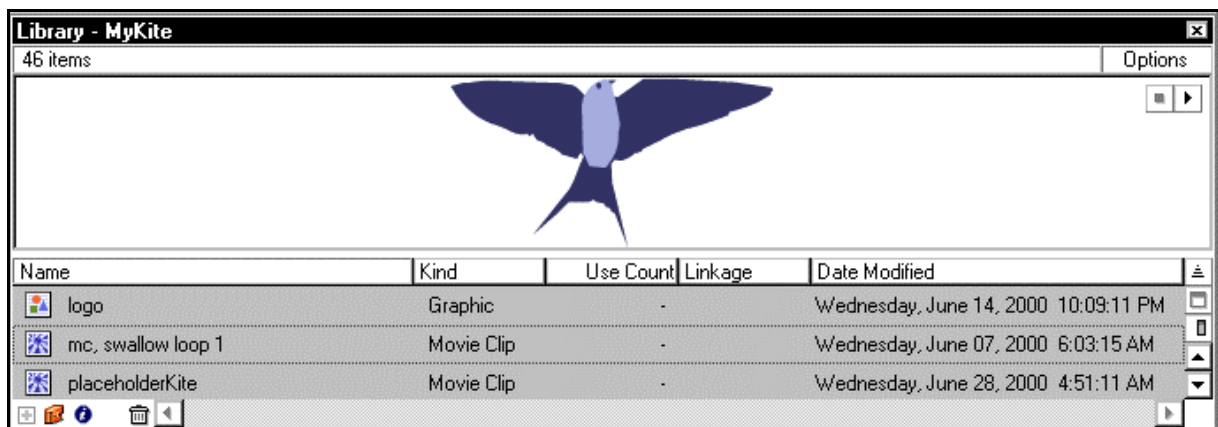 Library - MyKite
46 items Options
Name Kind Use Count Linkage Date Modified
logo Graphic - Wednesday, June 14, 2000 10:09:11 PM
mc, swallow loop 1 Movie Clip - Wednesday, June 07, 2000 6:03:15 AM
placeholderKite Movie Clip - Wednesday, June 28, 2000 4:51:11 AM